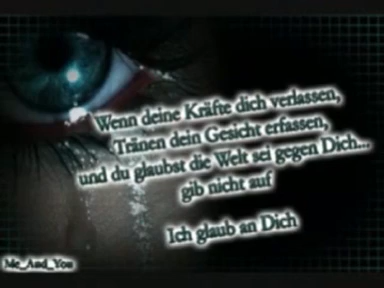 Wenn deine Kräfte dich verlassen,
Tränen dein Gesicht erfassen,
und du glaubst die Welt sei gegen Dich...
gib nicht auf
Ich glaub an Dich
Me_And_You